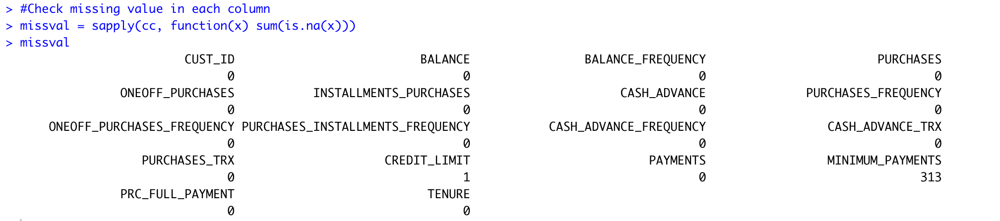 > #Check missing value in each column
> missval = sapply(cc, function(x) sum(is.na(x)))
> missval
CUST_ID BALANCE BALANCE_FREQUENCY PURCHASES
0 0 0 0
ONEOFF_PURCHASES INSTALLMENTS_PURCHASES CASH_ADVANCE PURCHASES_FREQUENCY
0 0 0 0
ONEOFF_PURCHASES_FREQUENCY PURCHASES_INSTALLMENTS_FREQUENCY CASH_ADVANCE_FREQUENCY CASH_ADVANCE_TRX
0 0 0 0
PURCHASES_TRX CREDIT_LIMIT PAYMENTS MINIMUM_PAYMENTS
0 1 0 313
PRC_FULL_PAYMENT TENURE
0 0